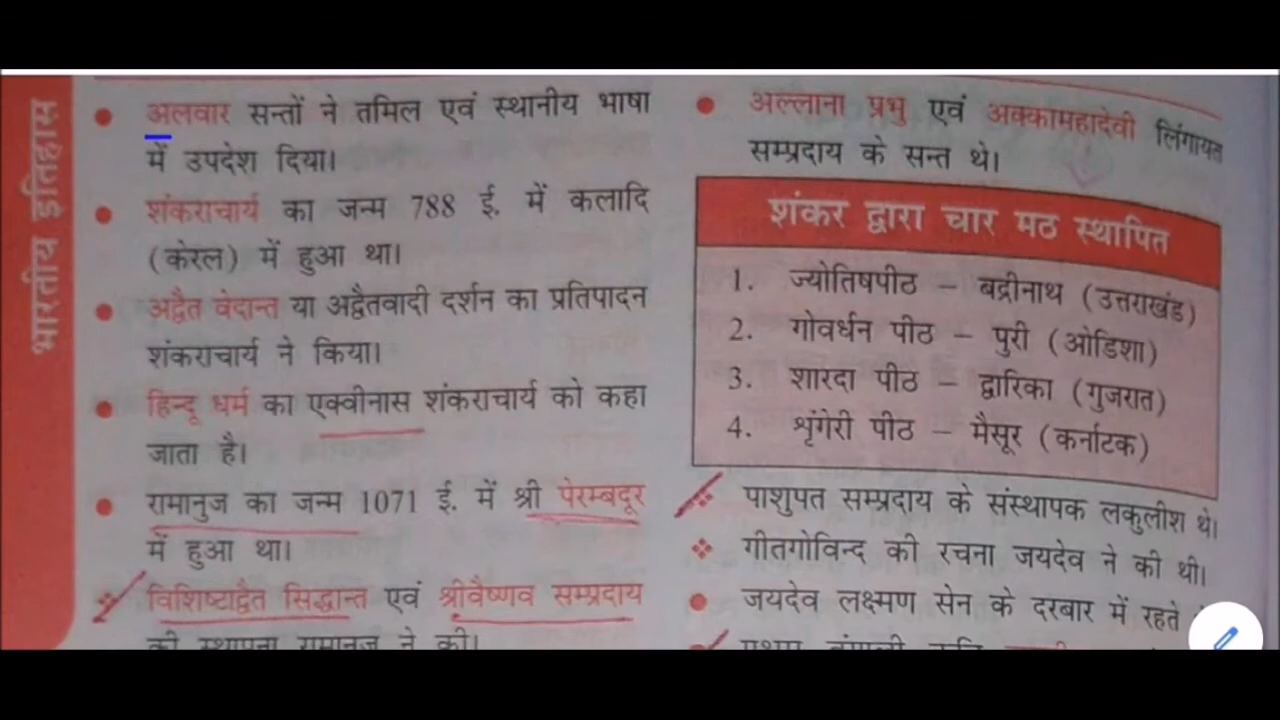 भारतीय इतिहास
अलवार सन्तों ने तमिल एवं स्थानीय भाषा
में उपदेश दिया।
शंकराचार्य का जन्म 788 ई. में कलादि
(केरल) में हुआ था।
अद्वैत वेदान्त या अद्वैतवादी दर्शन का प्रतिपादन
शंकराचार्य ने किया।
हिन्दू धर्म का एक्वीनास शंकराचार्य को कहा
जाता है।
रामानुज का जन्म 1071 ई. में श्री पेरम्बदूर
में हुआ था।
विशिष्टाद्वैत सिद्धान्त एवं श्रीवैष्णव सम्प्रदाय
की स्थापना रामानुज ने की।
अल्लाना प्रभु एवं अक्कामहादेवी लिंगायत
सम्प्रदाय के सन्त थे।
शंकर द्वारा चार मठ स्थापित
1. ज्योतिषपीठ – बद्रीनाथ (उत्तराखंड)
2. गोवर्धन पीठ – पुरी (ओडिशा)
3. शारदा पीठ – द्वारिका (गुजरात)
4. शृंगेरी पीठ – मैसूर (कर्नाटक)
पाशुपत सम्प्रदाय के संस्थापक लकुलीश थे।
गीतगोविन्द की रचना जयदेव ने की थी।
जयदेव लक्ष्मण सेन के दरबार में रहते